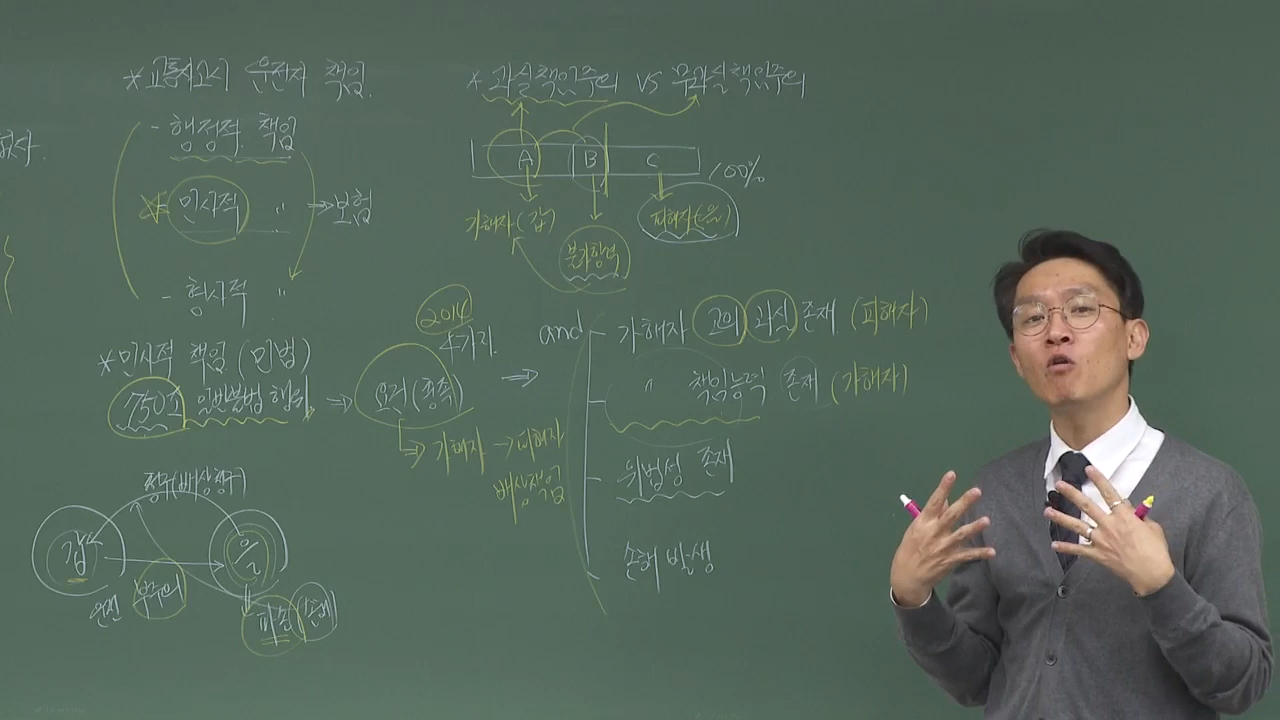 없다.
* 교통사고시 운전자 책임.
- 행정적 책임
- 민사적 〃 → 보험
- 형사적 〃
* 민사적 책임 (민법)
750조 일반불법행위 ⇒ 요건(충족) ⇒
2014
4가지.
⇒ 가해자 → 피해자
배상책임
청구(배상청구)
갑 → 을
운전 부주의
파손(손해)
* 과실책임주의 VS 무과실책임주의
A B C 100%
가해자(갑)
불가항력
피해자(을)
and 가해자 고의 과실 존재 (피해자)
〃 책임능력 존재 (가해자)
위법성 존재
손해 발생